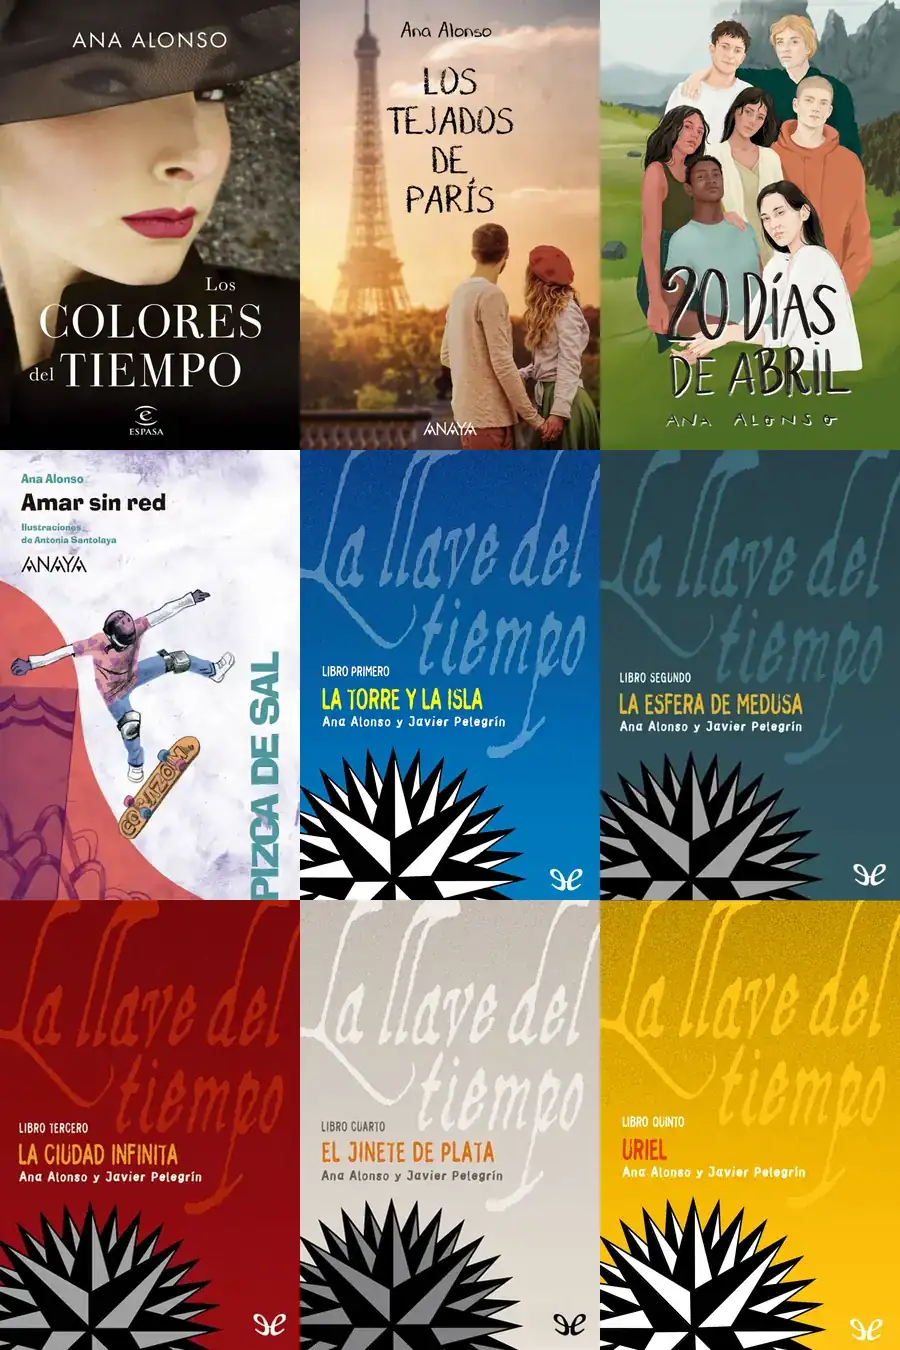 ANA ALONSO
Los
COLORES
del TIEMPO
e
ESPASA
Ana Alonso
LOS
TEJADOS
DE
PARÍS
ANAYA
20 DÍAS
DE ABRIL
ANA ALONSO
Ana Alonso
Amar sin red
Ilustraciones
de Antonia Santolaya
ANAYA
CORAZOM
PIZCA DE SAL
La llave del
tiempo
LIBRO PRIMERO
LA TORRE Y LA ISLA
Ana Alonso y Javier Pelegrín
La llave del
tiempo
LIBRO SEGUNDO
LA ESFERA DE MEDUSA
Ana Alonso y Javier Pelegrín
La llave del
tiempo
LIBRO TERCERO
LA CIUDAD INFINITA
Ana Alonso y Javier Pelegrín
La llave del
tiempo
LIBRO CUARTO
EL JINETE DE PLATA
Ana Alonso y Javier Pelegrín
La llave del
tiempo
LIBRO QUINTO
URIEL
Ana Alonso y Javier Pelegrín